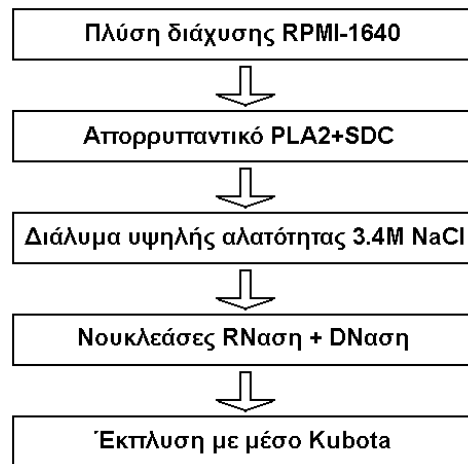 Πλύση διάχυσης RPMI-1640
Απορρυπαντικό PLA2+SDC
Διάλυμα υψηλής αλατότητας 3.4M NaCl
Νουκλεάσες RNαση + DNαση
Έκπλυση με μέσο Kubota